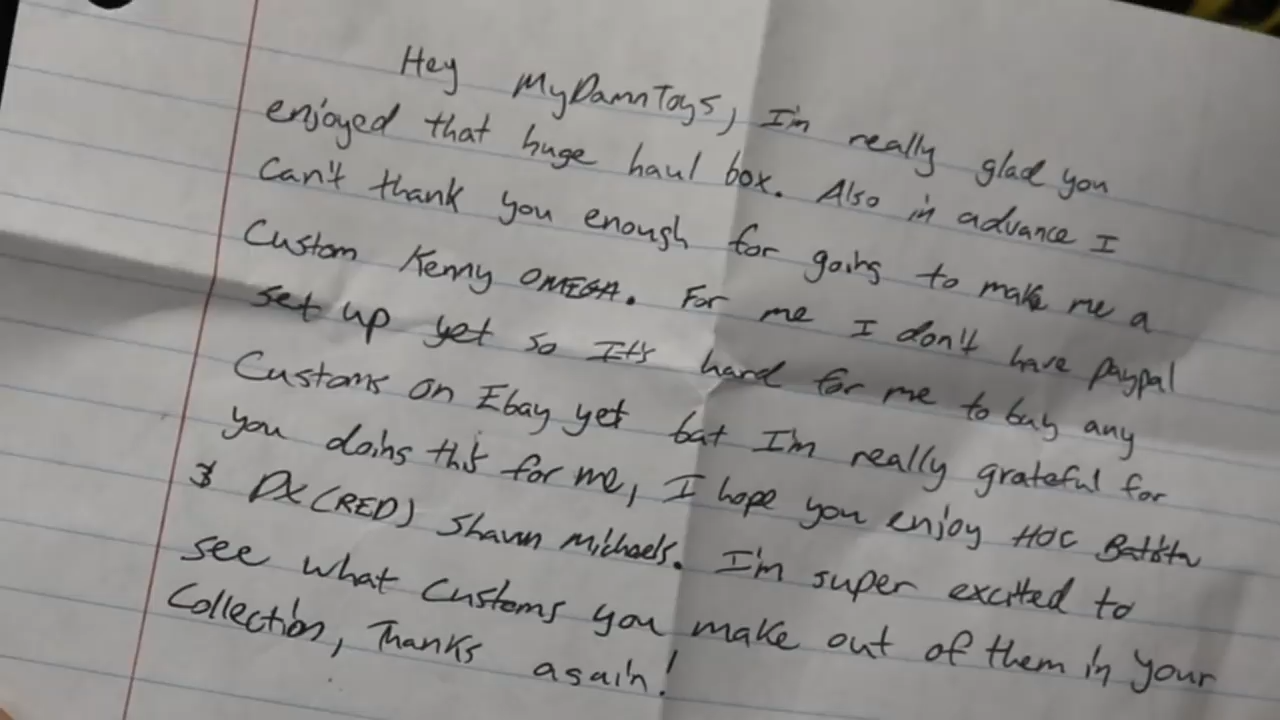 Hey MyDamnToys, I'm really glad you
enjoyed that huge haul box. Also in advance I
can't thank you enough for going to make me a
Custom Kenny OMEGA. For me I don't have paypal
set up yet so It's hard for me to buy any
Customs on Ebay yet but I'm really grateful for
you doing this for me, I hope you enjoy HOC Batista
& DX (RED) Shawn Michaels. I'm super excited to
see what Customs you make out of them in your
Collection, Thanks again!